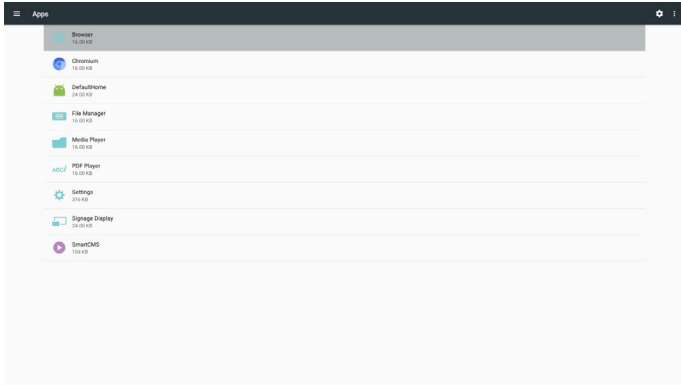 Apps
Browser
16.00 KB
Chromium
16.00 KB
DefaultHome
24.00 KB
File Manager
16.00 KB
Media Player
16.00 KB
ABC
PDF Player
16.00 KB
Settings
316 KB
Signage Display
24.00 KB
SmartCMS
104 KB